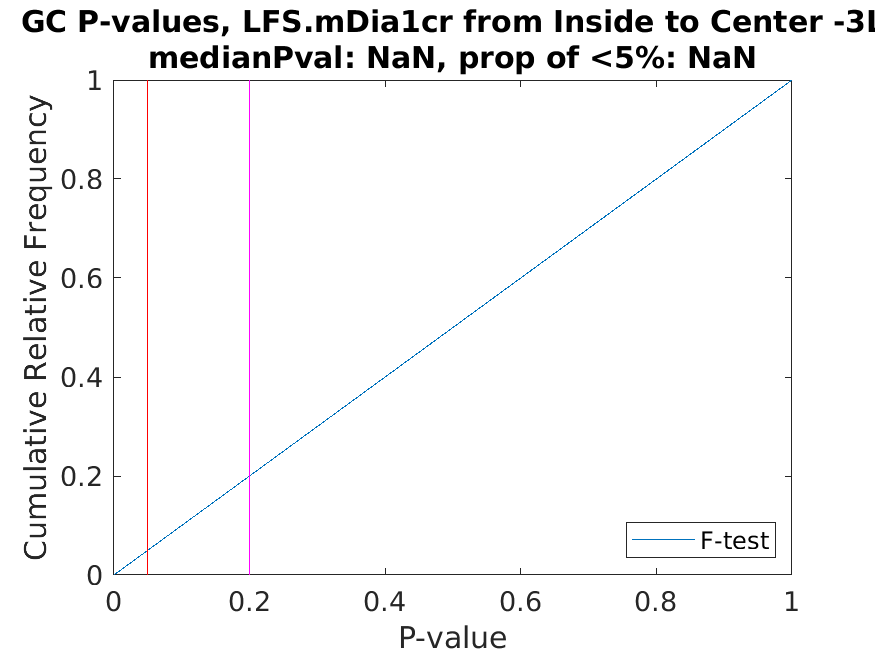 GC P-values, LFS.mDia1cr from Inside to Center -3L
medianPval: NaN, prop of <5%: NaN
Cumulative Relative Frequency
1
0.8
0.6
0.4
0.2
0
F-test
0
0.2
0.4
0.6
0.8
1
P-value